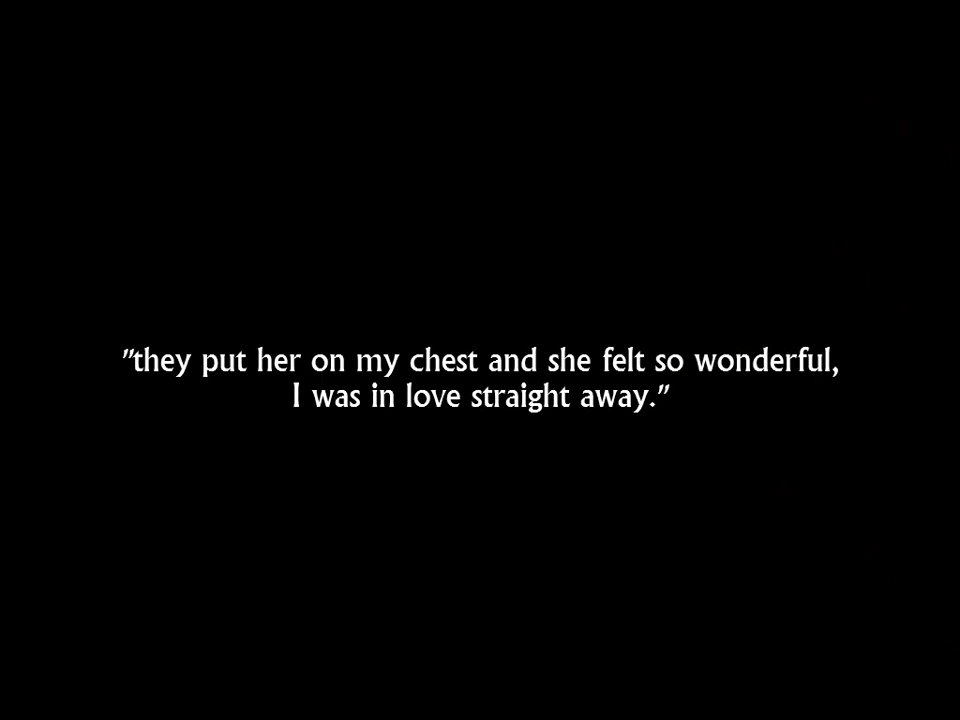 "they put her on my chest and she felt so wonderful,
I was in love straight away."